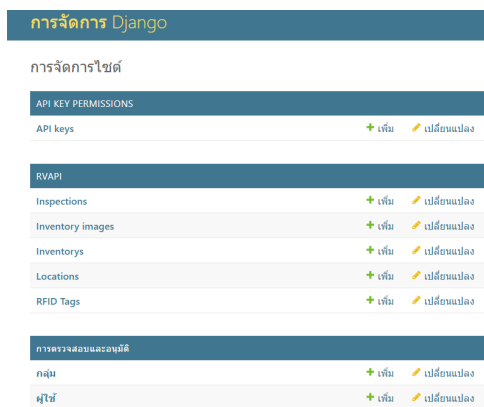 การจัดการ Django
การจัดการไซต์
API KEY PERMISSIONS
API keys เพิ่ม เปลี่ยนแปลง
RVAPI
Inspections เพิ่ม เปลี่ยนแปลง
Inventory images เพิ่ม เปลี่ยนแปลง
Inventorys เพิ่ม เปลี่ยนแปลง
Locations เพิ่ม เปลี่ยนแปลง
RFID Tags เพิ่ม เปลี่ยนแปลง
การตรวจสอบและอนุมัติ
กลุ่ม เพิ่ม เปลี่ยนแปลง
ผู้ใช้ เพิ่ม เปลี่ยนแปลง